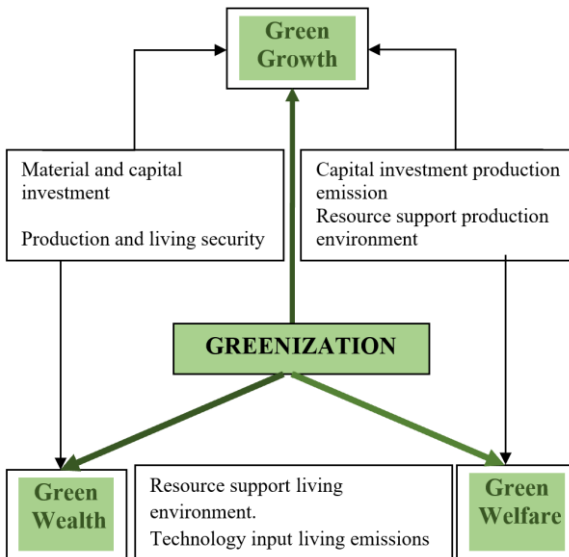 Green
Growth
Material and capital
investment
Production and living security
Capital investment production
emission
Resource support production
environment
GREENIZATION
Green
Wealth
Resource support living
environment.
Technology input living emissions
Green
Welfare